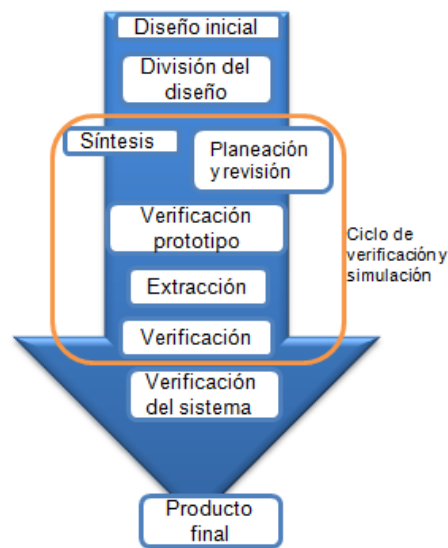 Diseño inicial
División del
diseño
Síntesis
Planeación
y revisión
Verificación
prototipo
Ciclo de
verificación y
simulación
Extracción
Verificación
Verificación
del sistema
Producto
final